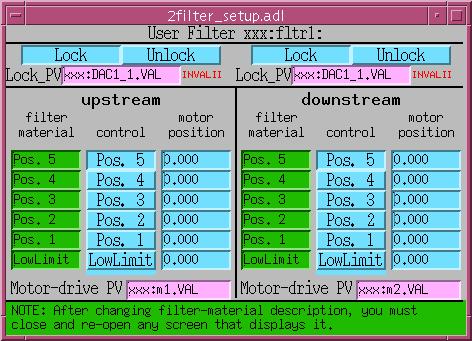 2filter_setup.adl
User Filter xxx:fltr1:
Lock Unlock Lock Unlock
Lock_PV xxx:DAC1_1.VAL INVALI Lock_PV xxx:DAC1_1.VAL INVALI
upstream downstream
filter material control motor position filter material control motor position
Pos. 5 Pos. 5 0.000 Pos. 5 Pos. 5 0.000
Pos. 4 Pos. 4 0.000 Pos. 4 Pos. 4 0.000
Pos. 3 Pos. 3 0.000 Pos. 3 Pos. 3 0.000
Pos. 2 Pos. 2 0.000 Pos. 2 Pos. 2 0.000
Pos. 1 Pos. 1 0.000 Pos. 1 Pos. 1 0.000
LowLimit LowLimit 0.000 LowLimit LowLimit 0.000
Motor-drive PV xxx:m1.VAL Motor-drive PV xxx:m2.VAL
NOTE: After changing filter-material description, you must
close and re-open any screen that displays it.